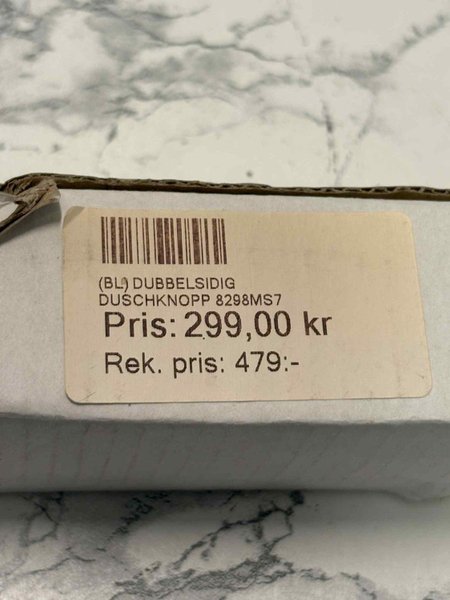 (BL) DUBBELSIDIG
DUSCHKNOPP 8298MS7
Pris: 299,00 kr
Rek. pris: 479:-